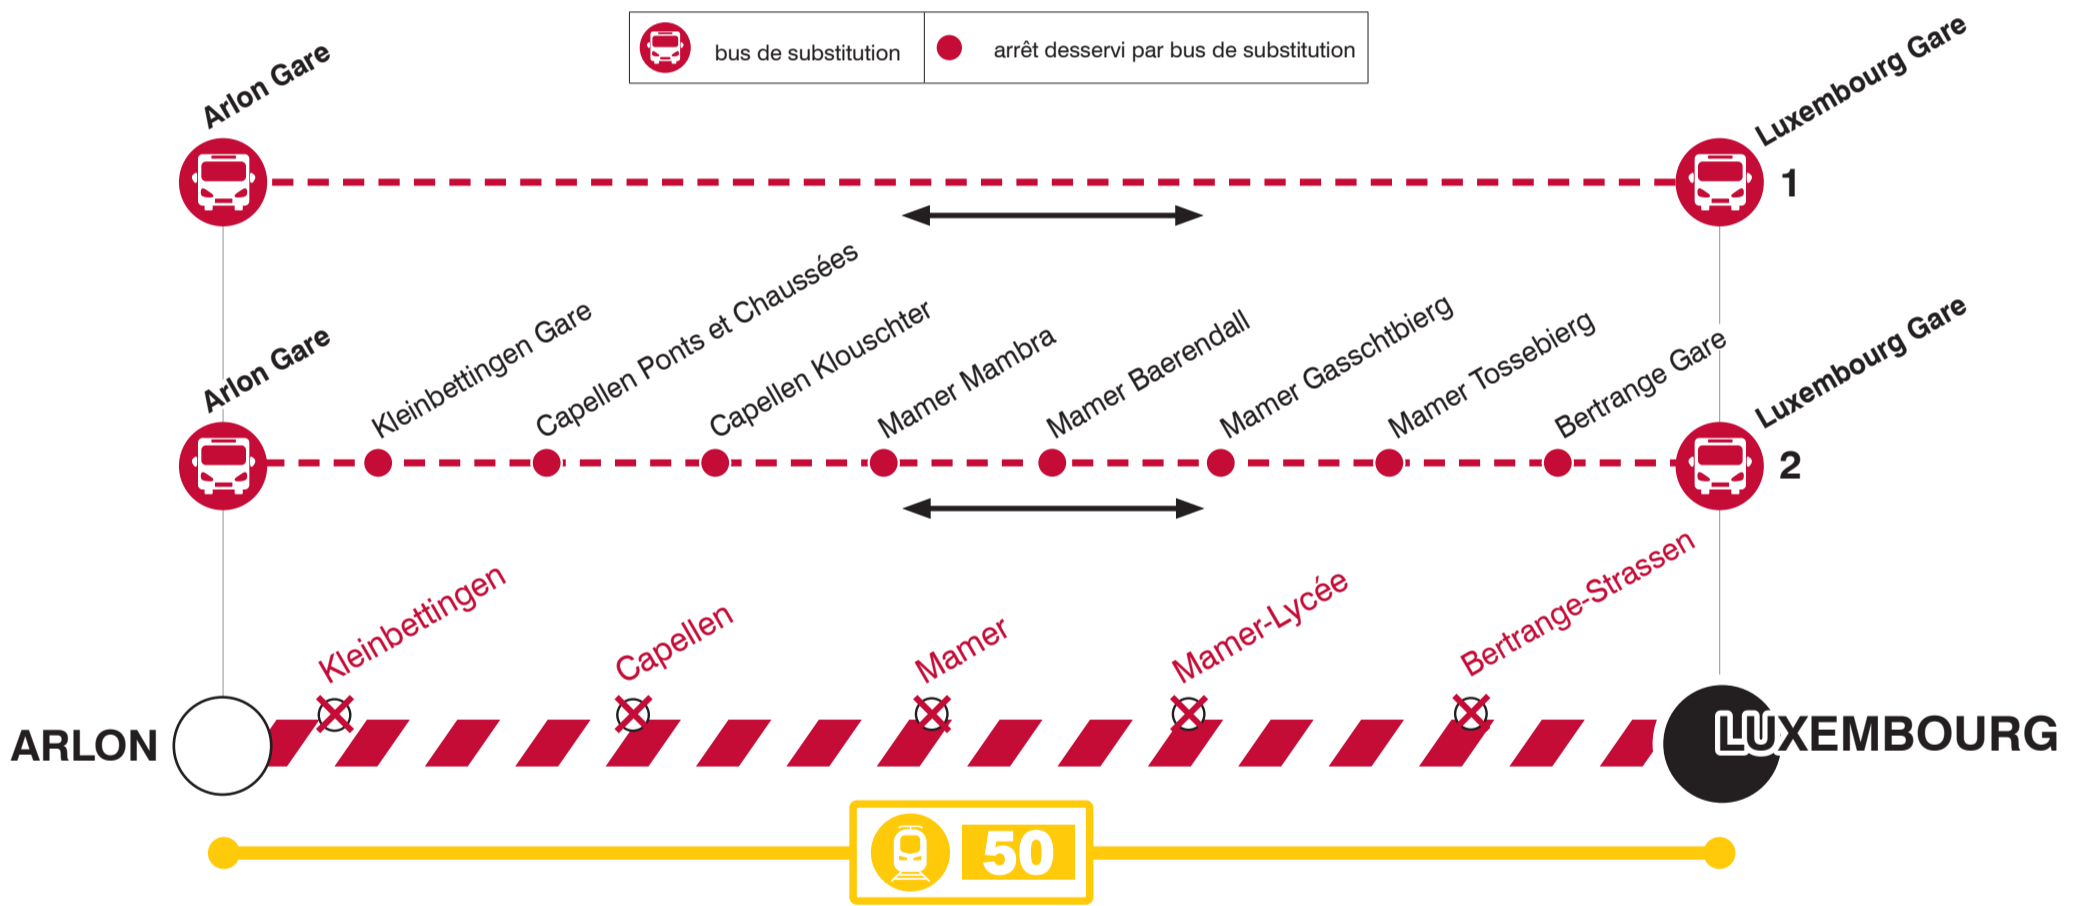 bus de substitution
arrêt desservi par bus de substitution
Arlon Gare
Luxembourg Gare
1
Arlon Gare
Kleinbettingen Gare
Capellen Ponts et Chaussées
Capellen Klouschter
Mamer Mambra
Mamer Baerendall
Mamer Gasschtbierg
Mamer Tossebierg
Bertrange Gare
Luxembourg Gare
2
Kleinbettingen
Capellen
Mamer
Mamer-Lycée
Bertrange-Strassen
ARLON
LUXEMBOURG
50